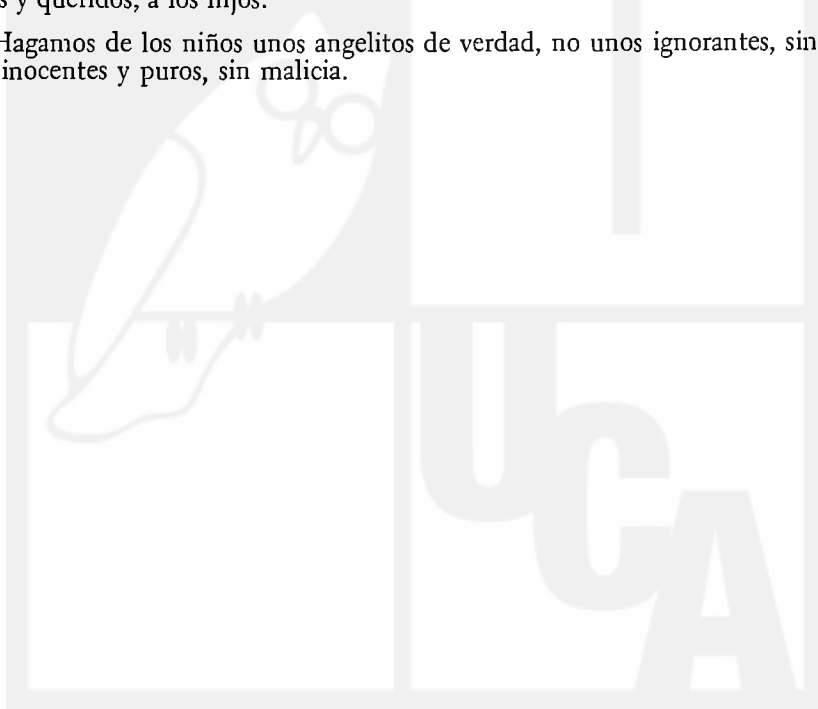 s y queridos, a los hijos.
Hagamos de los niños unos angelitos de verdad, no unos ignorantes, sin
inocentes y puros, sin malicia.
UCA